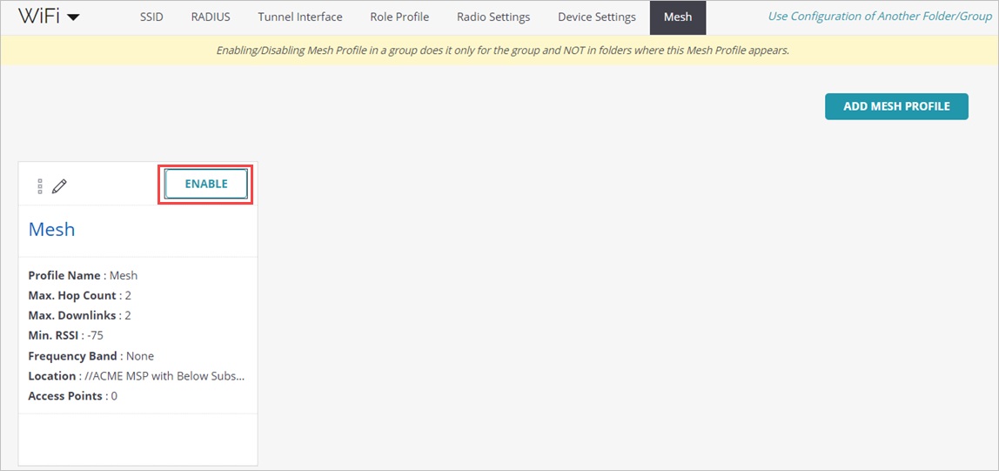 WiFi SSID RADIUS Tunnel Interface Role Profile Radio Settings Device Settings Mesh Use Configuration of Another Folder/Group
Enabling/Disabling Mesh Profile in a group does it only for the group and NOT in folders where this Mesh Profile appears.
ADD MESH PROFILE
ENABLE
Mesh
Profile Name : Mesh
Max. Hop Count : 2
Max. Downlinks : 2
Min. RSSI : -75
Frequency Band : None
Location : //ACME MSP with Below Subs...
Access Points : 0